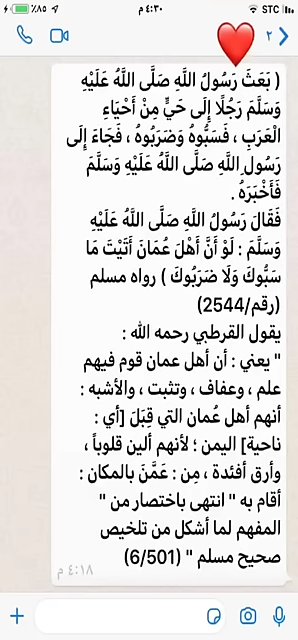 ٪٨٥ ٤:٣٠ م STC
٢
( بَعَثَ رَسُولُ اللَّهِ صَلَّى اللَّهُ عَلَيْهِ
وَسَلَّمَ رَجُلًا إِلَى حَيٍّ مِنْ أَحْيَاءِ
الْعَرَبِ ، فَسَبُّوهُ وَضَرَبُوهُ ، فَجَاءَ إِلَى
رَسُولِ اللَّهِ صَلَّى اللَّهُ عَلَيْهِ وَسَلَّمَ
فَأَخْبَرَهُ .
فَقَالَ رَسُولُ اللَّهِ صَلَّى اللَّهُ عَلَيْهِ
وَسَلَّمَ : لَوْ أَنَّ أَهْلَ عُمَانَ أَتَيْتَ مَا
سَبُّوكَ وَلَا ضَرَبُوكَ ) رواه مسلم
(رقم/2544)
يقول القرطبي رحمه الله :
" يعني : أن أهل عمان قوم فيهم
علم ، وعفاف ، وتثبت ، والأشبه :
أنهم أهل عُمان التي قِبَلَ [أي :
ناحية] اليمن ؛ لأنهم ألين قلوباً ،
وأرق أفئدة ، مِن : عَمَّنَ بالمكان :
أقام به " انتهى باختصار من "
المفهم لما أشكل من تلخيص
صحيح مسلم " (6/501)
٤:١٨ م